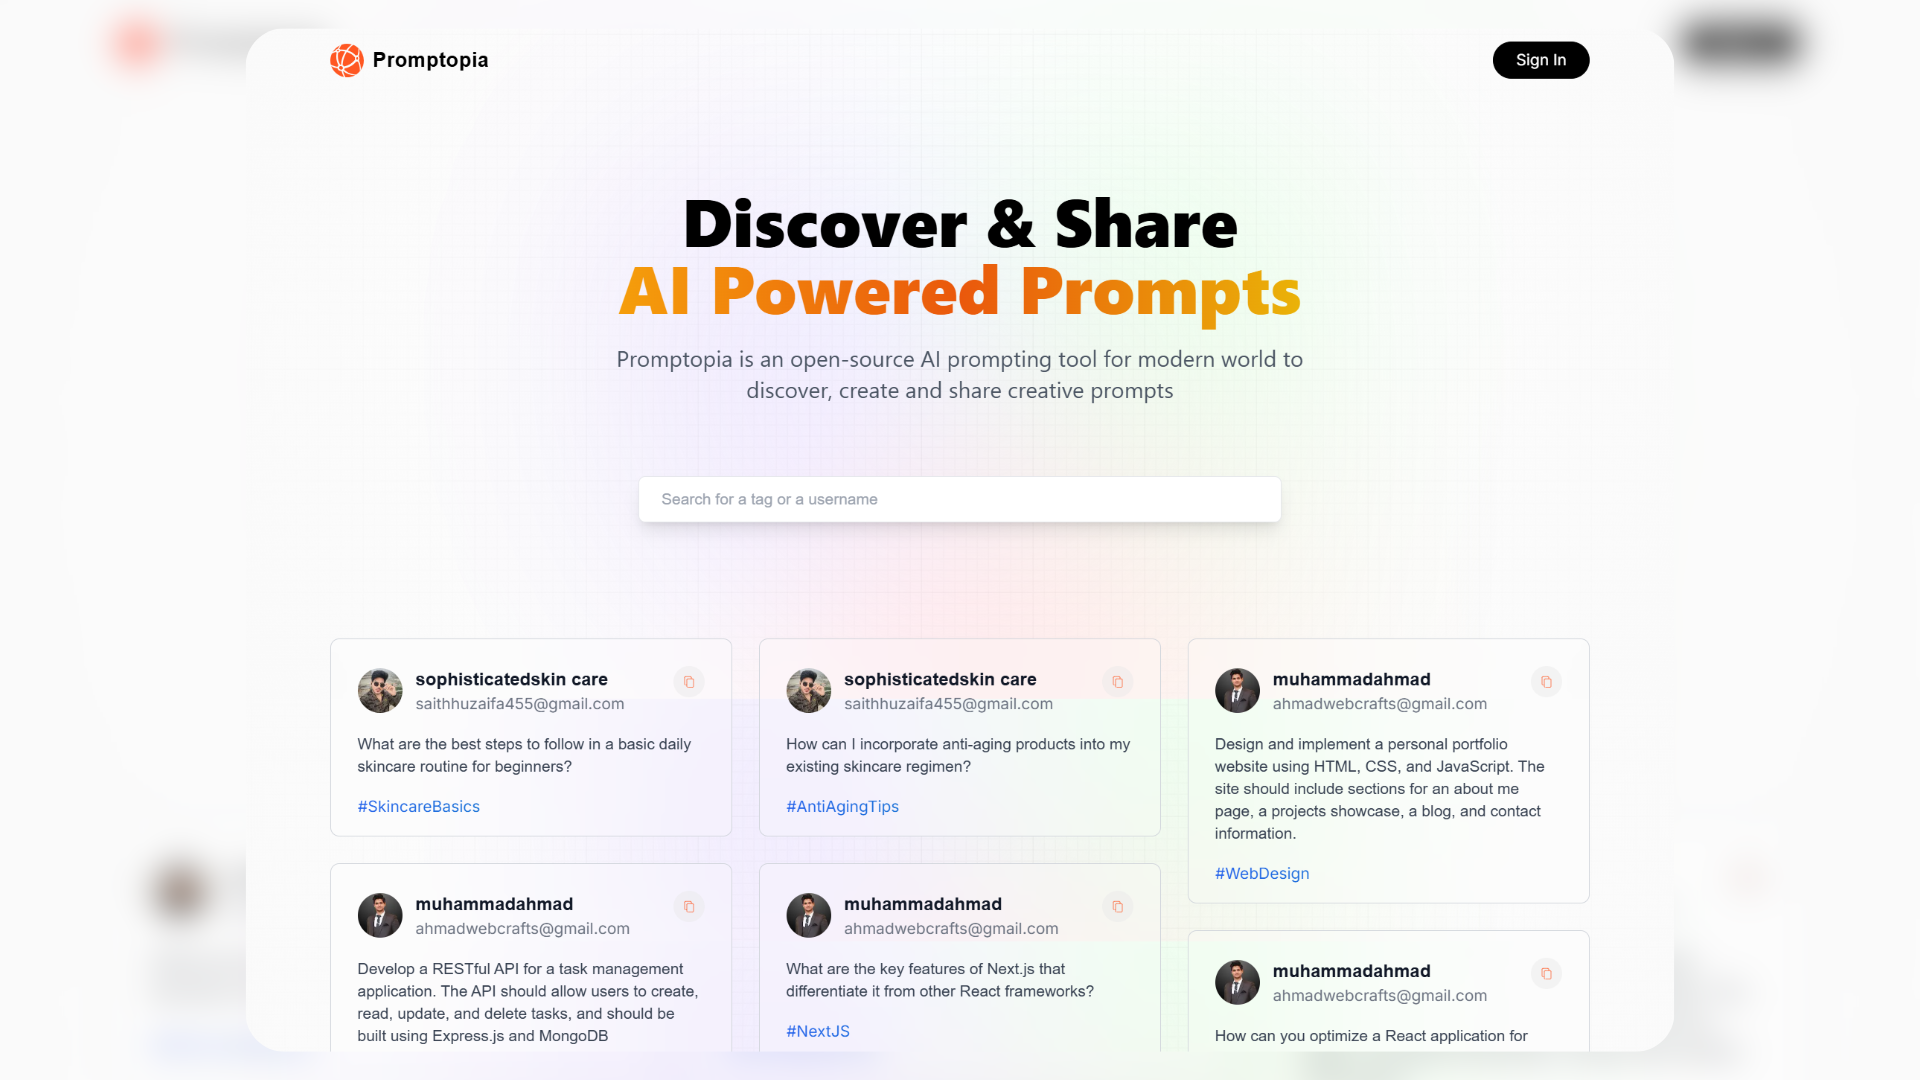 Promptopia
Sign In
Discover & Share
AI Powered Prompts
Promptopia is an open-source AI prompting tool for modern world to
discover, create and share creative prompts
Search for a tag or a username
sophisticatedskin care
saithhuzaifa455@gmail.com
What are the best steps to follow in a basic daily
skincare routine for beginners?
#SkincareBasics
sophisticatedskin care
saithhuzaifa455@gmail.com
How can I incorporate anti-aging products into my
existing skincare regimen?
#AntiAgingTips
muhammadahmad
ahmadwebcrafts@gmail.com
Design and implement a personal portfolio
website using HTML, CSS, and JavaScript. The
site should include sections for an about me
page, a projects showcase, a blog, and contact
information.
#WebDesign
muhammadahmad
ahmadwebcrafts@gmail.com
Develop a RESTful API for a task management
application. The API should allow users to create,
read, update, and delete tasks, and should be
built using Express.js and MongoDB
muhammadahmad
ahmadwebcrafts@gmail.com
What are the key features of Next.js that
differentiate it from other React frameworks?
#NextJS
muhammadahmad
ahmadwebcrafts@gmail.com
How can you optimize a React application for